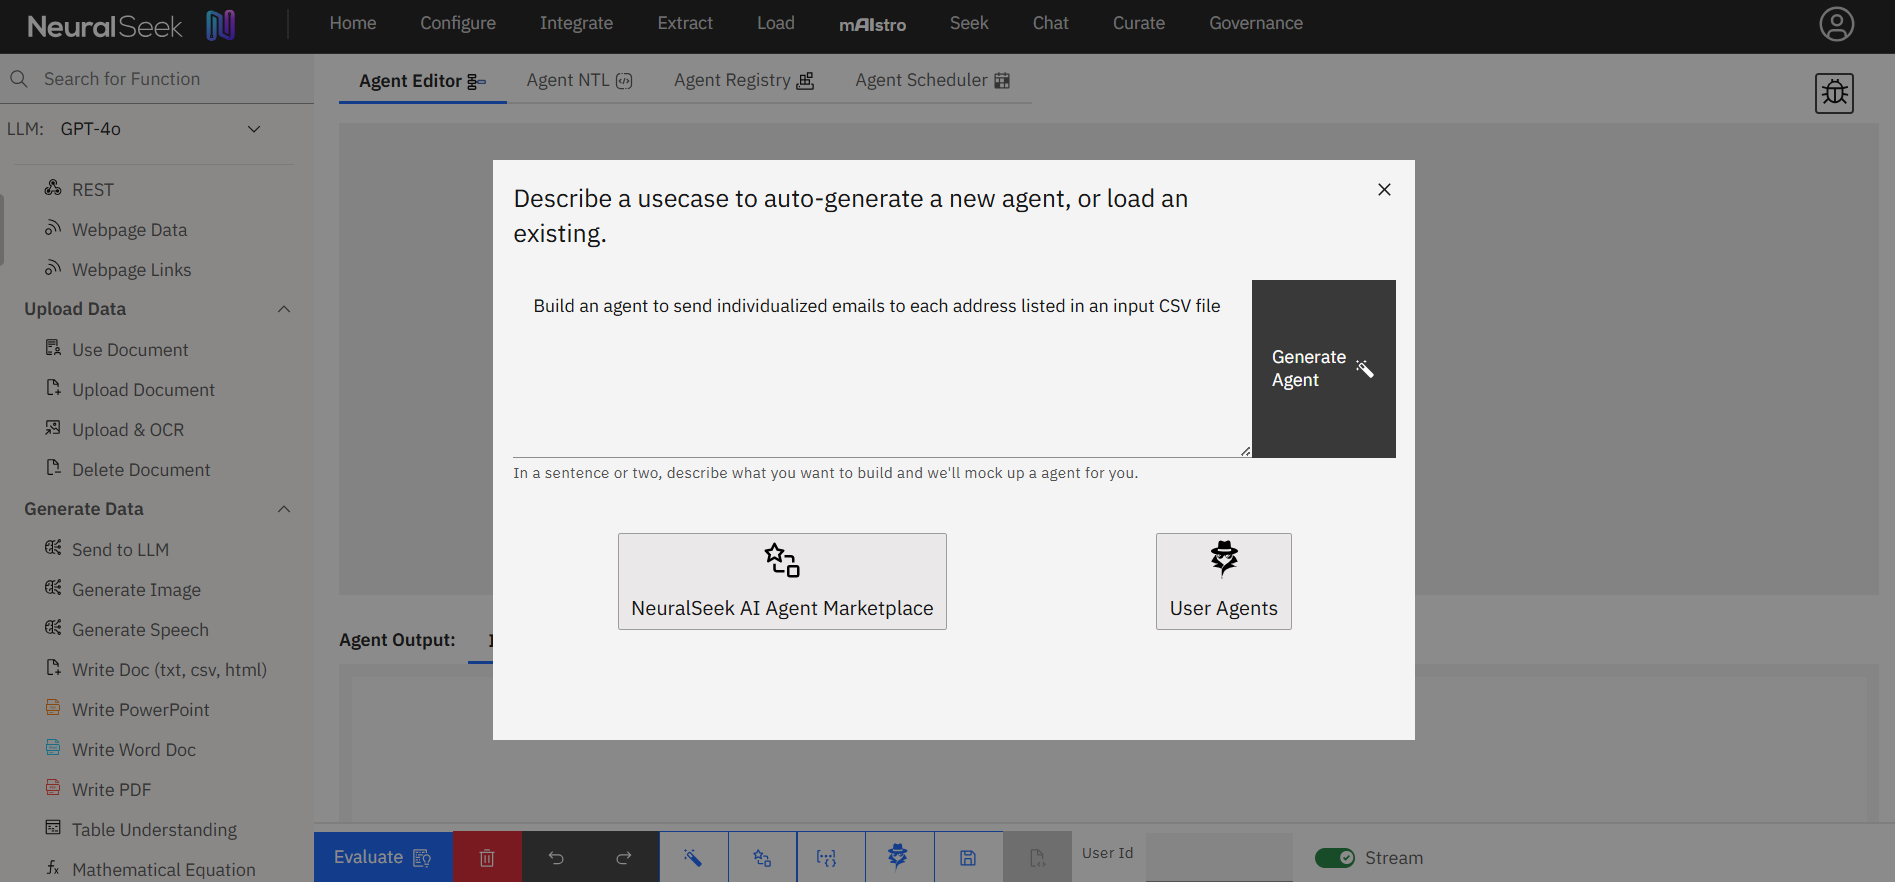 NeuralSeek
Home
Configure
Integrate
Extract
Load
mAIstro
Seek
Chat
Curate
Governance
Search for Function
LLM: GPT-4o
REST
Webpage Data
Webpage Links
Upload Data
Use Document
Upload Document
Upload & OCR
Delete Document
Generate Data
Send to LLM
Generate Image
Generate Speech
Write Doc (txt, csv, html)
Write PowerPoint
Write Word Doc
Write PDF
Table Understanding
Mathematical Equation
Agent Editor
Agent NTL
Agent Registry
Agent Scheduler
Describe a usecase to auto-generate a new agent, or load an
existing.
Build an agent to send individualized emails to each address listed in an input CSV file
Generate
Agent
In a sentence or two, describe what you want to build and we'll mock up a agent for you.
NeuralSeek AI Agent Marketplace
User Agents
Agent Output:
Evaluate
User Id
Stream